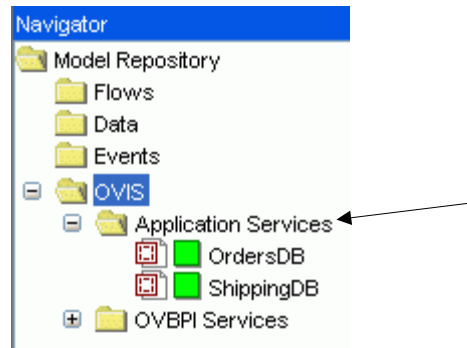 Navigator
Model Repository
Flows
Data
Events
OVIS
Application Services
OrdersDB
ShippingDB
OVBPI Services